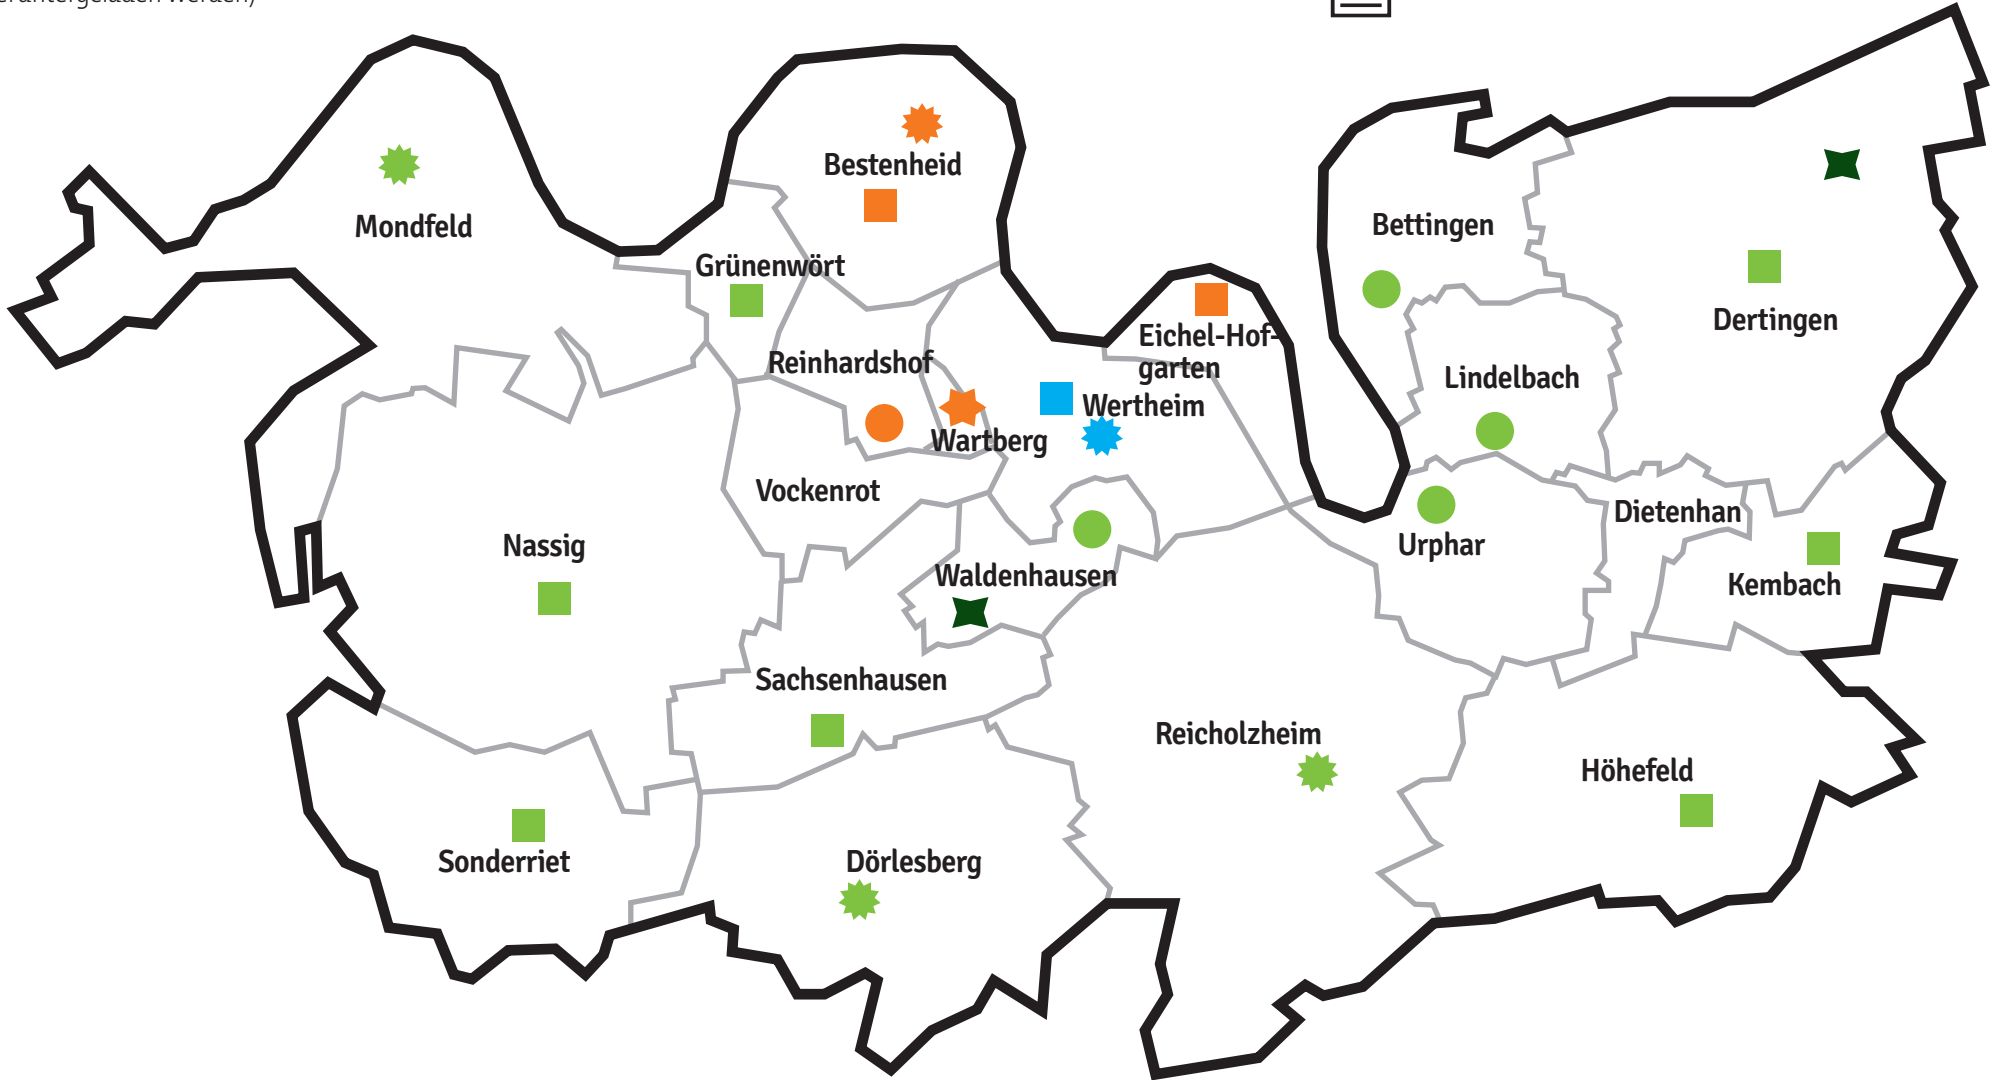 Bestenheid
Mondfeld
Bettingen
Grünenwört
Dertingen
Eichel-Hof-
garten
Reinhardshof
Lindelbach
Wertheim
Wartberg
Vockenrot
Dietenhan
Nassig
Urphar
Waldenhausen
Kembach
Sachsenhausen
Reicholzheim
Höhefeld
Sonderriet
Dörlesberg